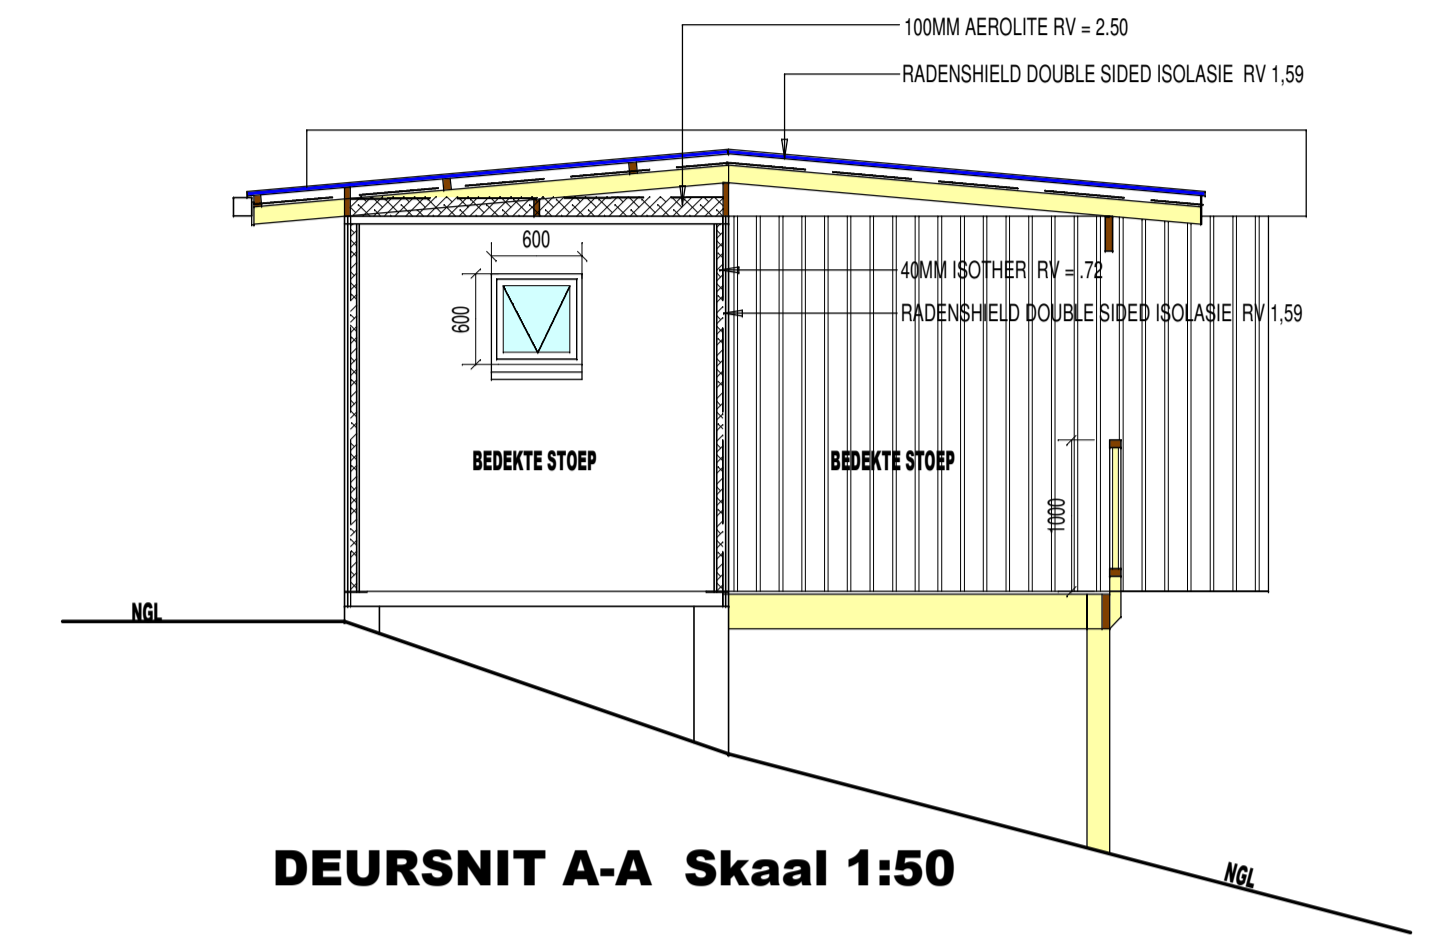 100MM AEROLITE RV = 2.50
RADENSHIELD DOUBLE SIDED ISOLASIE RV 1,59
600
600
40MM ISOTHER RV = .72
RADENSHIELD DOUBLE SIDED ISOLASIE RV 1,59
BEDEKTE STOEP
BEDEKTE STOEP
1000
NGL
DEURSNIT A-A Skaal 1:50
NGL